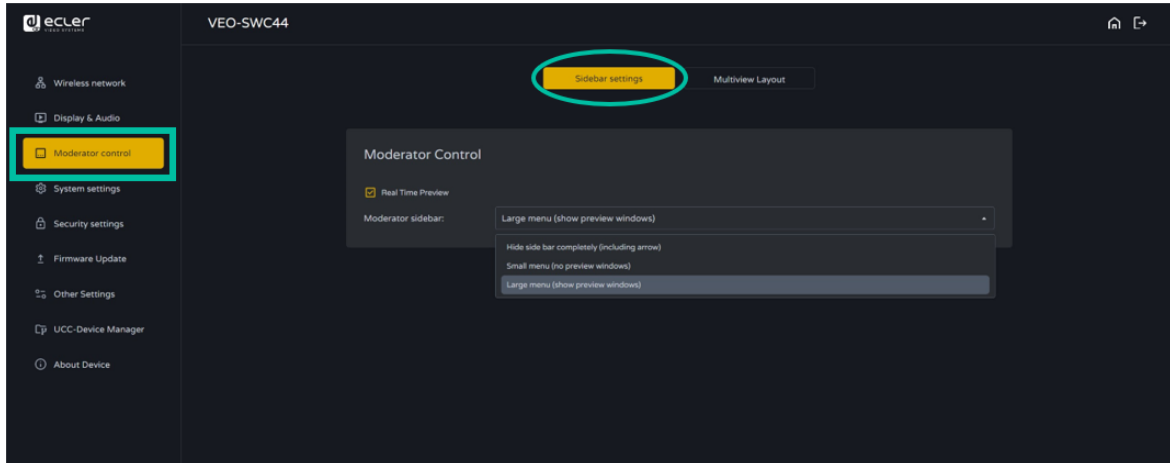 ecler
VIDEO SYSTEMS
VEO-SWC44
Wireless network
Display & Audio
Moderator control
System settings
Security settings
Firmware Update
Other Settings
UCC-Device Manager
About Device
Sidebar settings
Multiview Layout
Moderator Control
Real Time Preview
Moderator sidebar:
Large menu (show preview windows)
Hide side bar completely (including arrow)
Small menu (no preview windows)
Large menu (show preview windows)